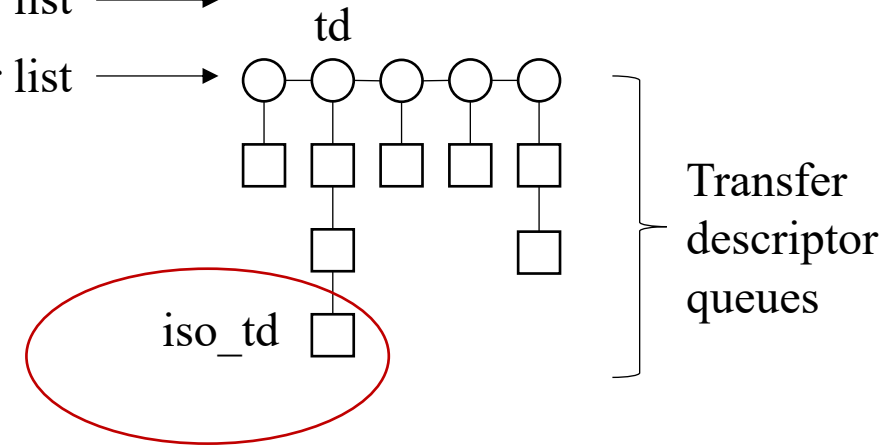 list
td
list
Transfer
descriptor
queues
iso_td